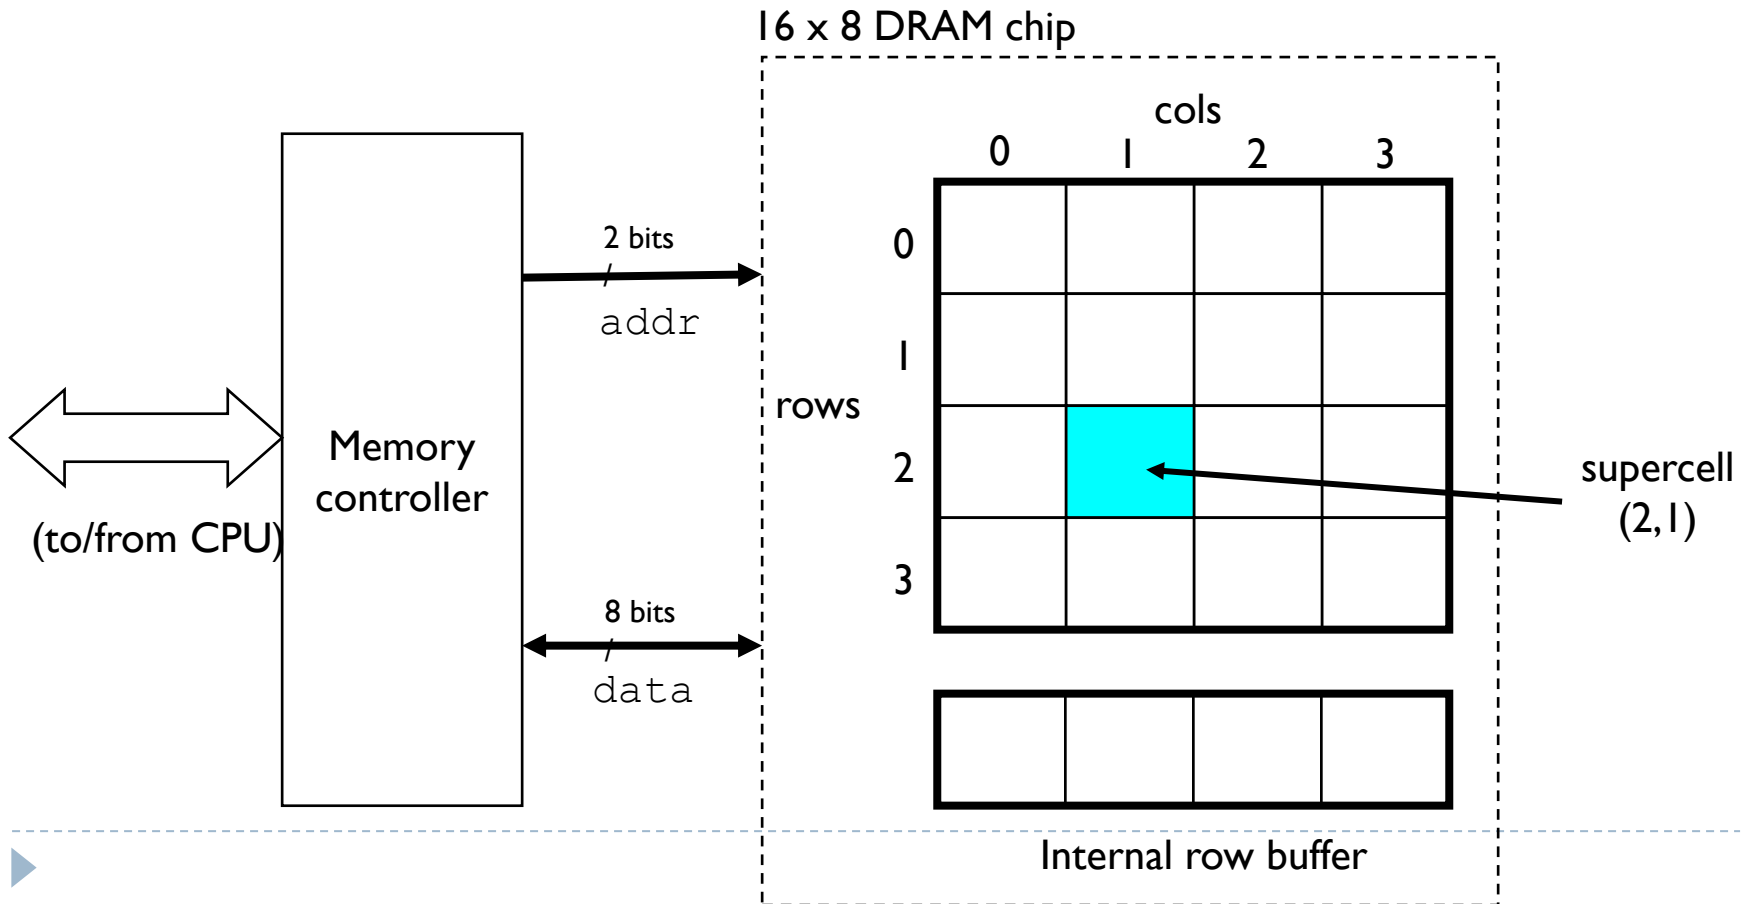 16 x 8 DRAM chip
cols
0 1 2 3
2 bits
addr
0
1
rows
2
3
Memory
controller
supercell
(2,1)
(to/from CPU)
8 bits
data
Internal row buffer